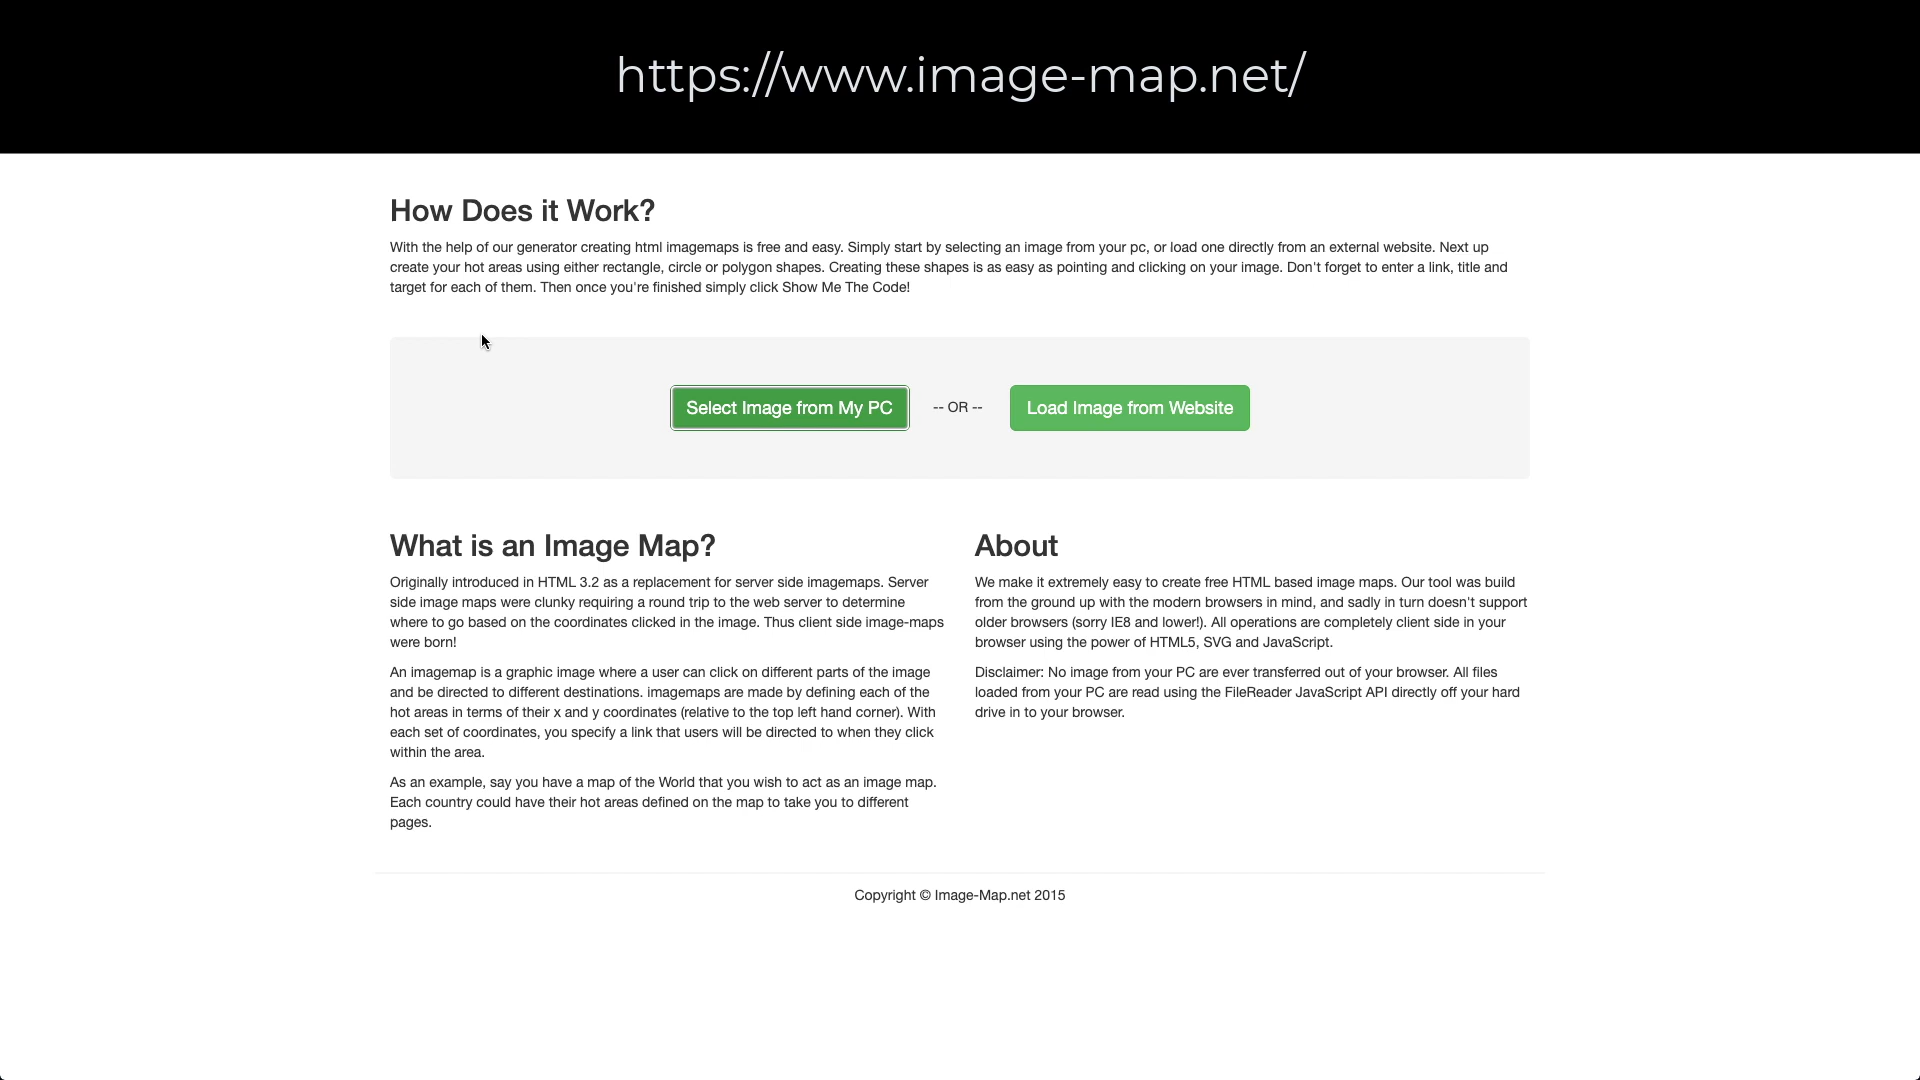 https://www.image-map.net/
How Does it Work?
With the help of our generator creating html imagemaps is free and easy. Simply start by selecting an image from your pc, or load one directly from an external website. Next up
create your hot areas using either rectangle, circle or polygon shapes. Creating these shapes is as easy as pointing and clicking on your image. Don't forget to enter a link, title and
target for each of them. Then once you're finished simply click Show Me The Code!
Select Image from My PC
-- OR --
Load Image from Website
What is an Image Map?
Originally introduced in HTML 3.2 as a replacement for server side imagemaps. Server
side image maps were clunky requiring a round trip to the web server to determine
where to go based on the coordinates clicked in the image. Thus client side image-maps
were born!
An imagemap is a graphic image where a user can click on different parts of the image
and be directed to different destinations. imagemaps are made by defining each of the
hot areas in terms of their x and y coordinates (relative to the top left hand corner). With
each set of coordinates, you specify a link that users will be directed to when they click
within the area.
As an example, say you have a map of the World that you wish to act as an image map.
Each country could have their hot areas defined on the map to take you to different
pages.
About
We make it extremely easy to create free HTML based image maps. Our tool was build
from the ground up with the modern browsers in mind, and sadly in turn doesn't support
older browsers (sorry IE8 and lower!). All operations are completely client side in your
browser using the power of HTML5, SVG and JavaScript.
Disclaimer: No image from your PC are ever transferred out of your browser. All files
loaded from your PC are read using the FileReader JavaScript API directly off your hard
drive in to your browser.
Copyright © Image-Map.net 2015